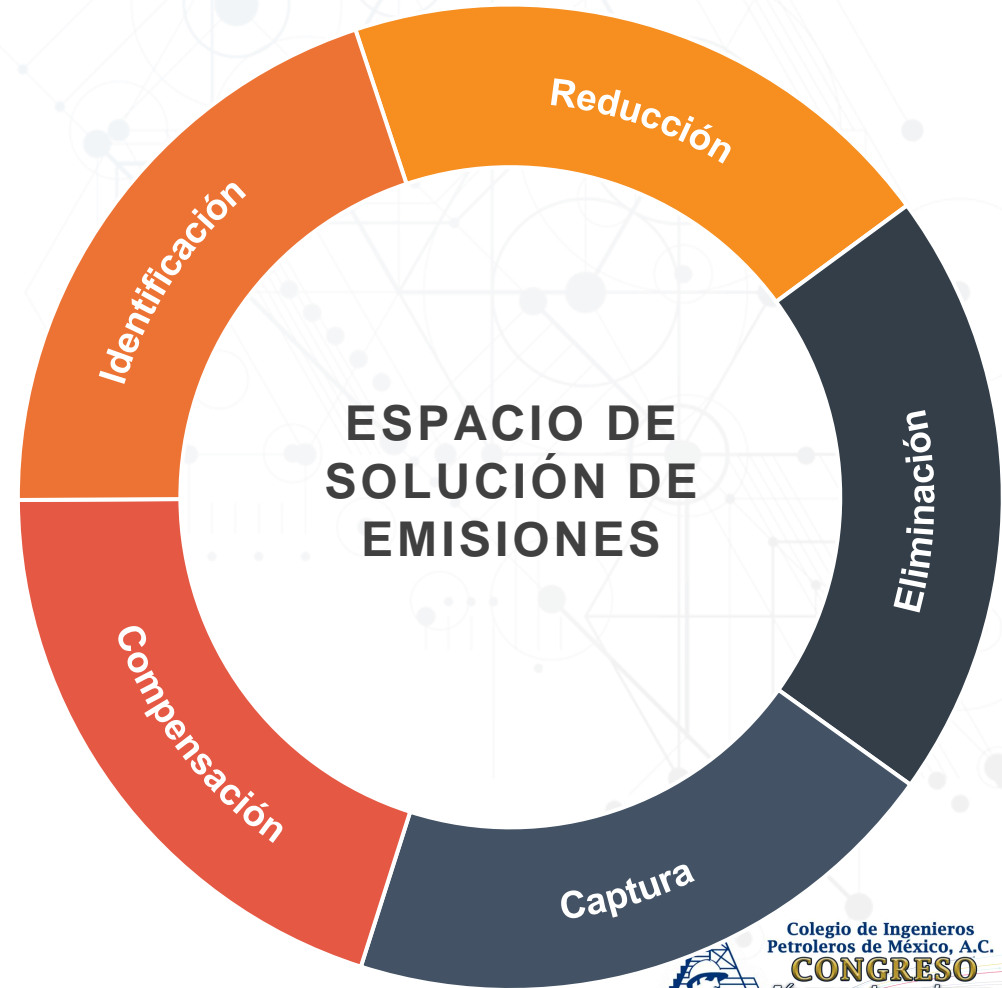 Reducción
Identificación
ESPACIO DE
SOLUCIÓN DE
EMISIONES
Eliminación
Compensación
Captura
Colegio de Ingenieros
Petroleros de México, A.C.
CONGRESO